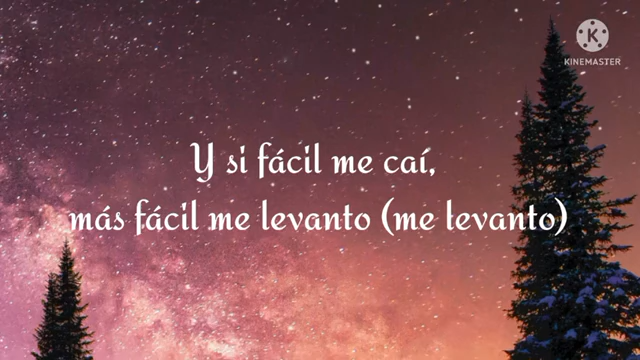 KINEMASTER
Y si fácil me caí,
más fácil me levanto (me levanto)